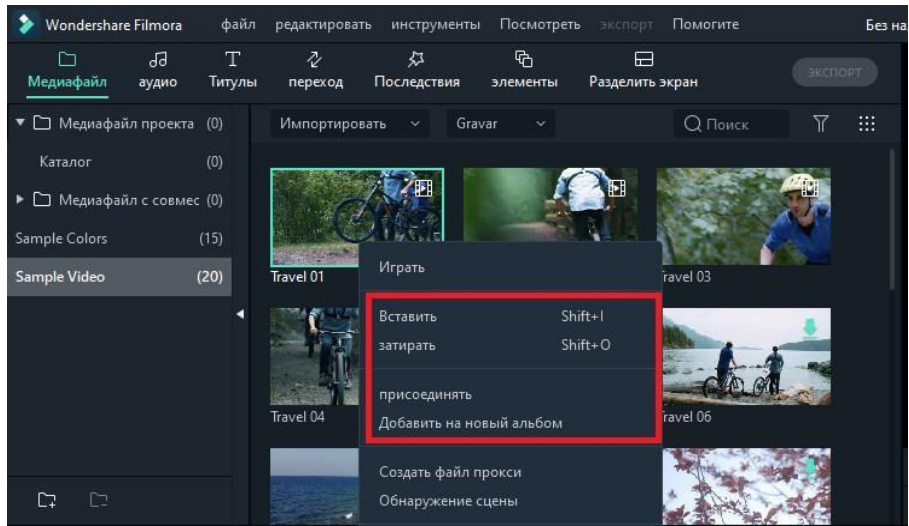 Wondershare Filmora файл редактировать инструменты Посмотреть экспорт Помогите Без на
Медиафайл аудио Титулы переход Последствия элементы Разделить экран ЭКСПОРТ
Медиафайл проекта (0) Импортировать Gravar Поиск
Каталог (0)
Медиафайл с совмес (0)
Sample Colors (15)
Sample Video (20)
Travel 01 Travel 03
Играть
Вставить Shift+I
затирать Shift+O
присоединять
Travel 04 Добавить на новый альбом Travel 06
Создать файл прокси
Обнаружение сцены